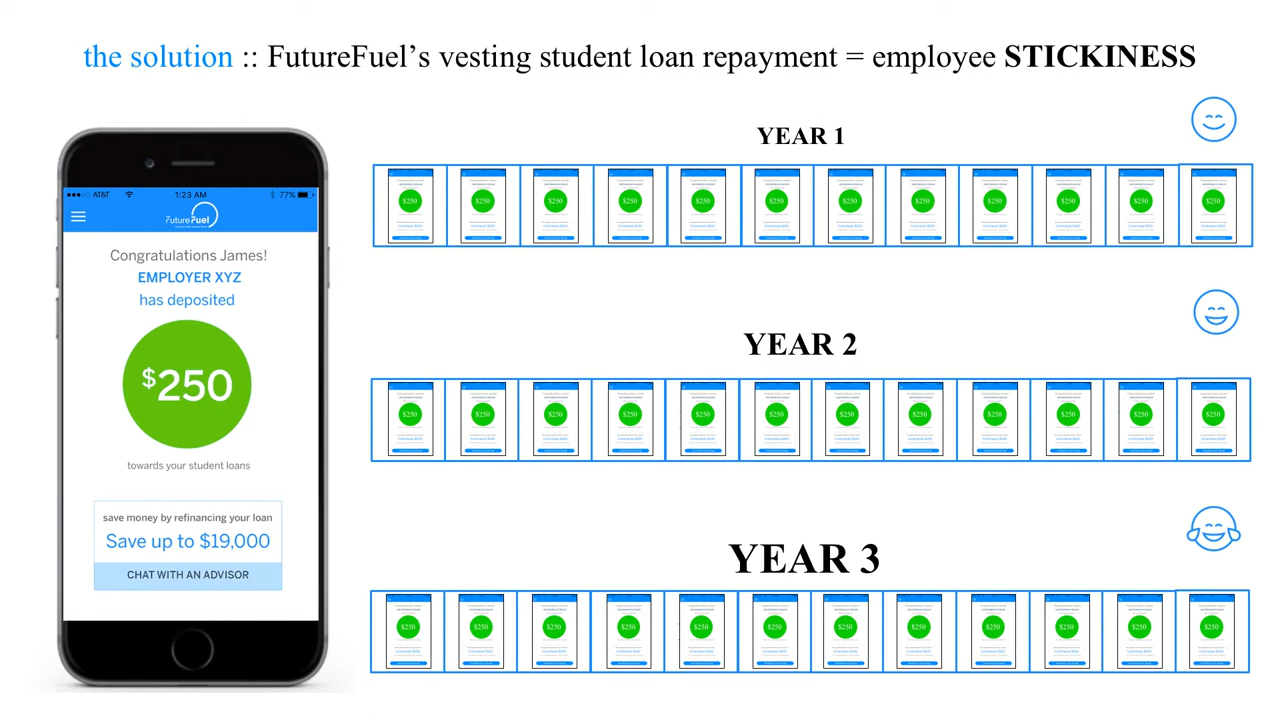 the solution :: FutureFuel’s vesting student loan repayment = employee STICKINESS
AT&T 1:23 AM 77%
FutureFuel
Congratulations James!
EMPLOYER XYZ
has deposited
$250
towards your student loans
save money by refinancing your loan
Save up to $19,000
CHAT WITH AN ADVISOR
YEAR 1
$250 $250 $250 $250 $250 $250 $250 $250 $250 $250 $250 $250
YEAR 2
$250 $250 $250 $250 $250 $250 $250 $250 $250 $250 $250 $250
YEAR 3
$250 $250 $250 $250 $250 $250 $250 $250 $250 $250 $250 $250